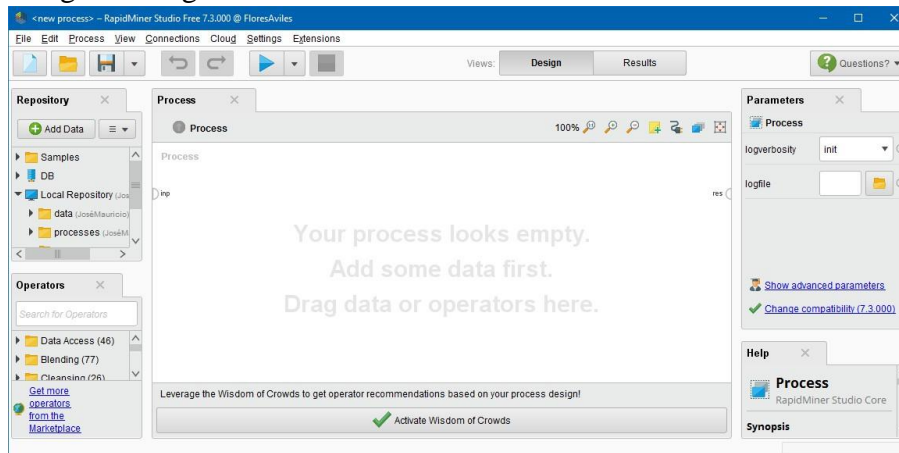 <new process> – RapidMiner Studio Free 7.3.000 @ FloresAviles
File Edit Process View Connections Cloud Settings Extensions
Views: Design Results Questions?
Repository
Add Data
Samples
DB
Local Repository
data (JoséMauricio)
processes
Operators
Search for Operators
Data Access (46)
Blending (77)
Cleansing (26)
Get more
operators
from the
Marketplace
Process
Process 100%
Process
inp res
Your process looks empty.
Add some data first.
Drag data or operators here.
Leverage the Wisdom of Crowds to get operator recommendations based on your process design!
Activate Wisdom of Crowds
Parameters
Process
logverbosity init
logfile
Show advanced parameters
Change compatibility (7.3.000)
Help
Process
RapidMiner Studio Core
Synopsis